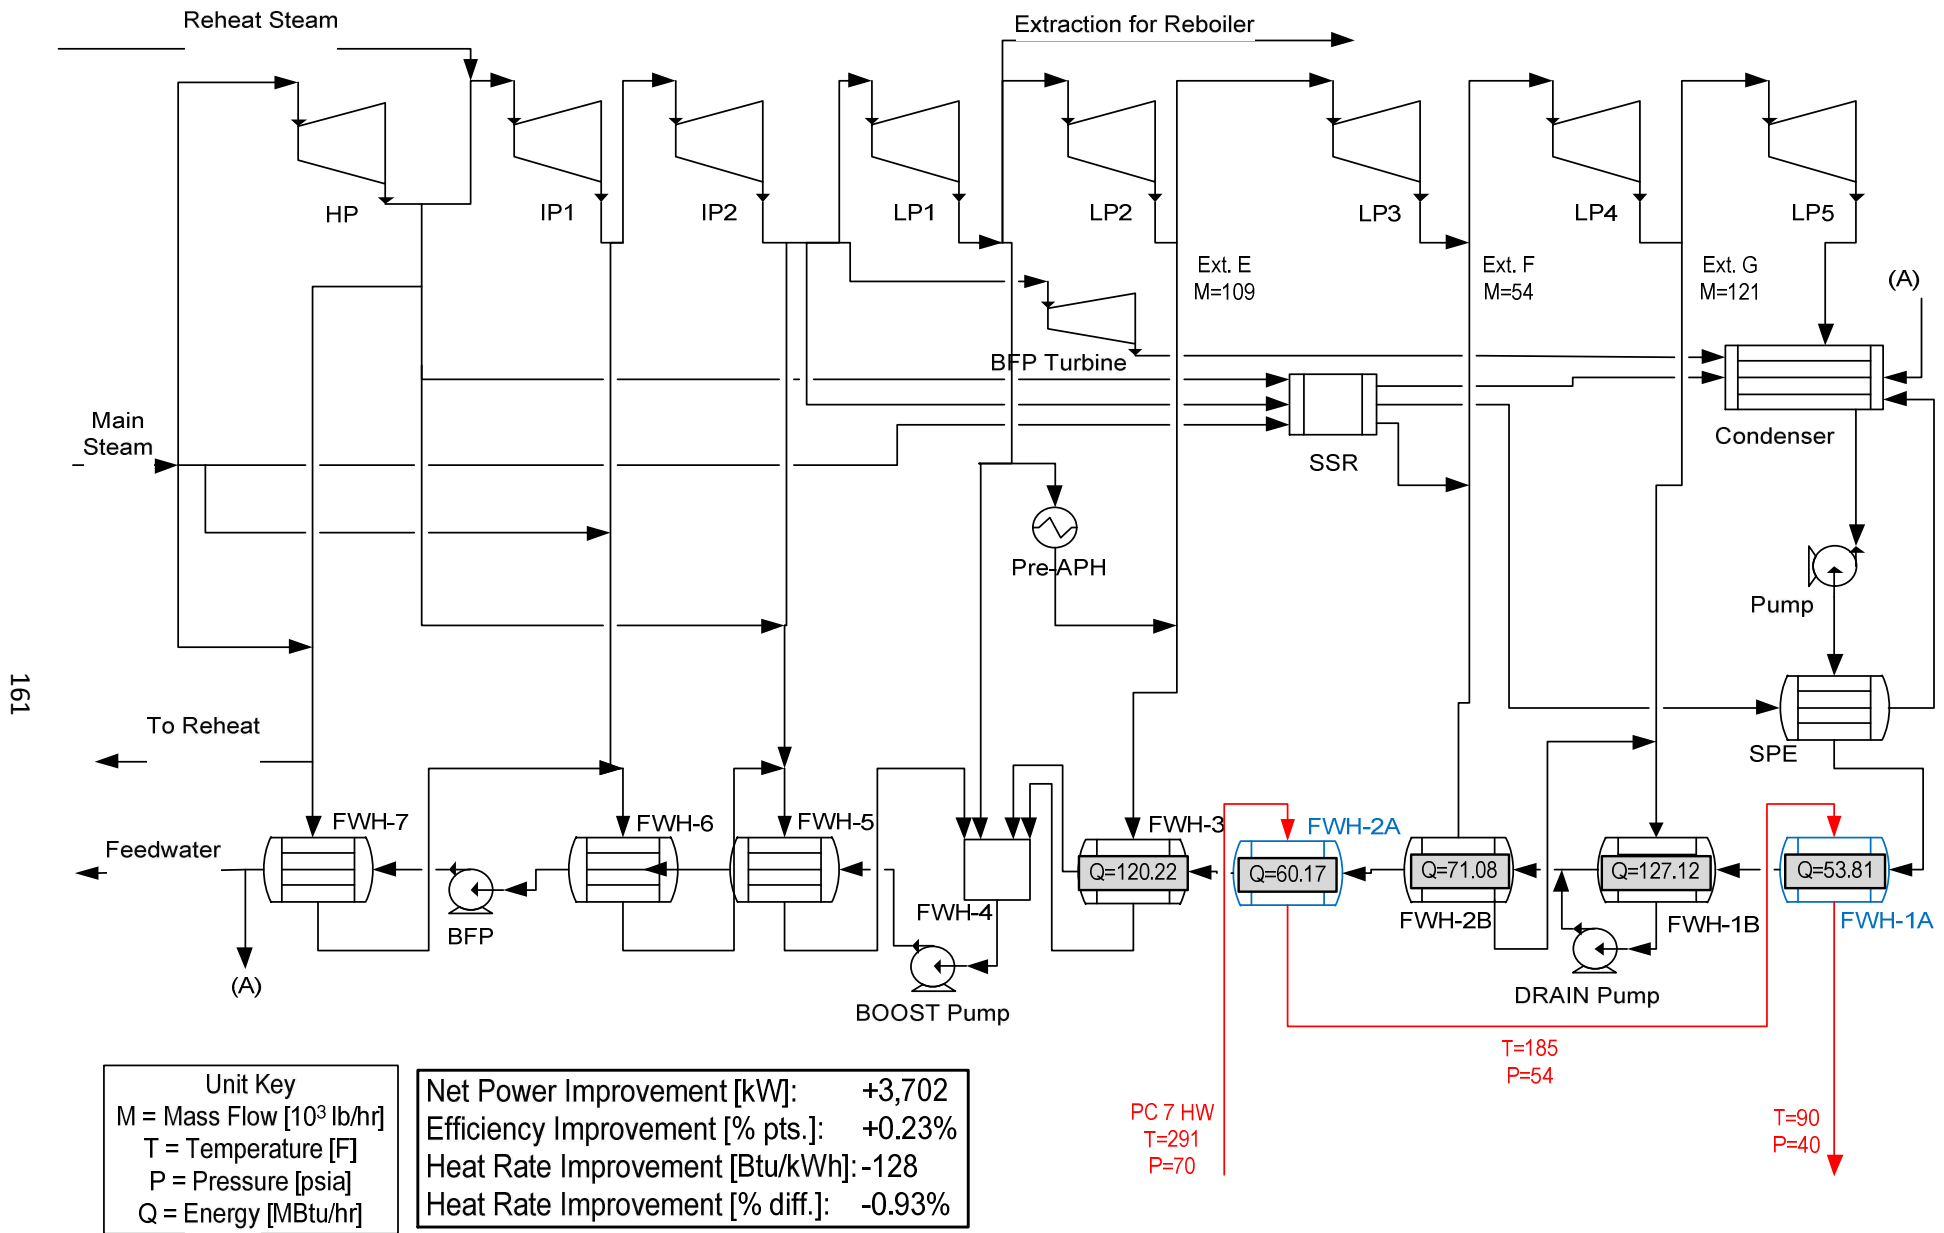 Reheat Steam
Extraction for Reboiler
HP
IP1
IP2
LP1
LP2
LP3
LP4
LP5
Ext. E
M=109
Ext. F
M=54
Ext. G
M=121
(A)
BFP Turbine
Main
Steam
SSR
Condenser
Pre-APH
Pump
161
To Reheat
SPE
Feedwater
FWH-7
FWH-6
FWH-5
FWH-3
FWH-2A
Q=120.22
Q=60.17
Q=71.08
Q=127.12
Q=53.81
FWH-4
FWH-2B
FWH-1B
FWH-1A
BFP
(A)
BOOST Pump
DRAIN Pump
T=185
P=54
PC 7 HW
T=291
P=70
T=90
P=40
Unit Key
M = Mass Flow [10³ lb/hr]
T = Temperature [F]
P = Pressure [psia]
Q = Energy [MBtu/hr]
Net Power Improvement [kW]: +3,702
Efficiency Improvement [% pts.]: +0.23%
Heat Rate Improvement [Btu/kWh]: -128
Heat Rate Improvement [% diff.]: -0.93%